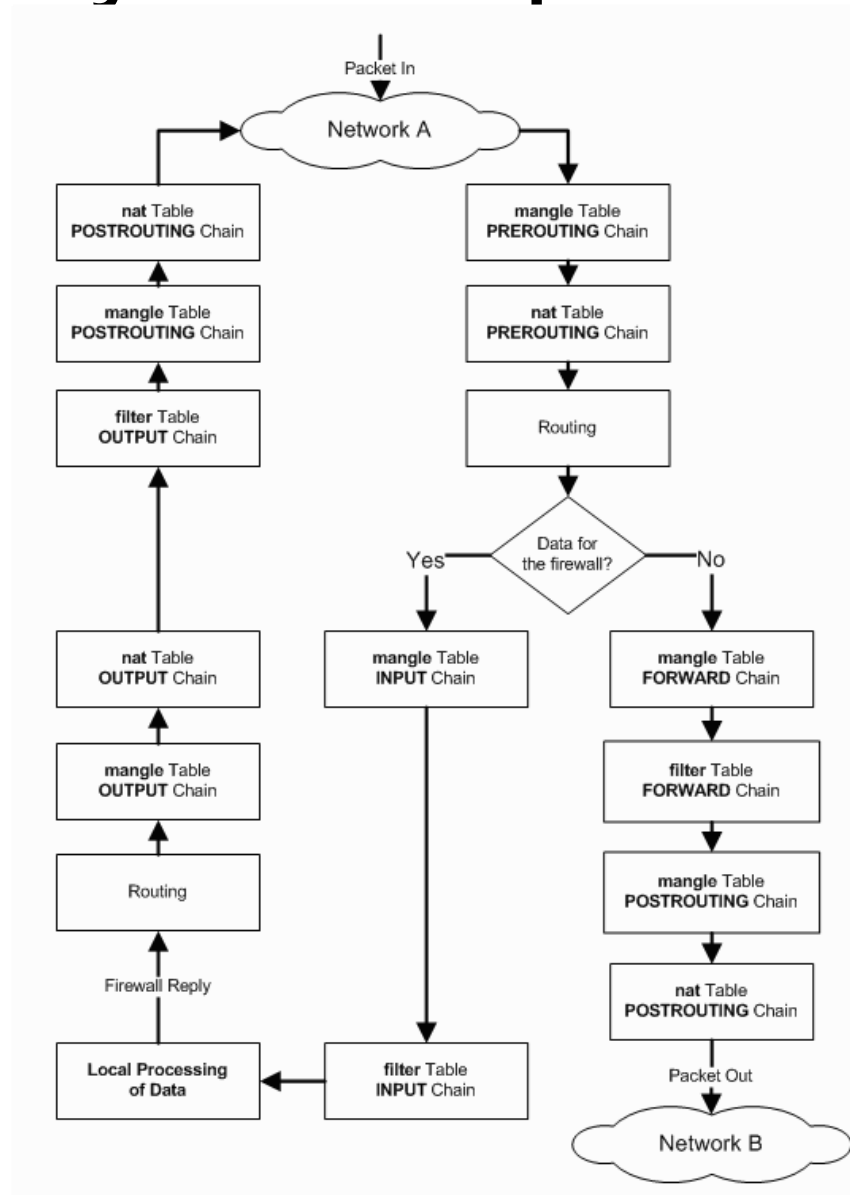 Packet In
Network A
nat Table
POSTROUTING Chain
mangle Table
PREROUTING Chain
mangle Table
POSTROUTING Chain
nat Table
PREROUTING Chain
filter Table
OUTPUT Chain
Routing
Data for
the firewall?
Yes
No
nat Table
OUTPUT Chain
mangle Table
INPUT Chain
mangle Table
FORWARD Chain
mangle Table
OUTPUT Chain
filter Table
FORWARD Chain
Routing
mangle Table
POSTROUTING Chain
Firewall Reply
nat Table
POSTROUTING Chain
Local Processing
of Data
filter Table
INPUT Chain
Packet Out
Network B